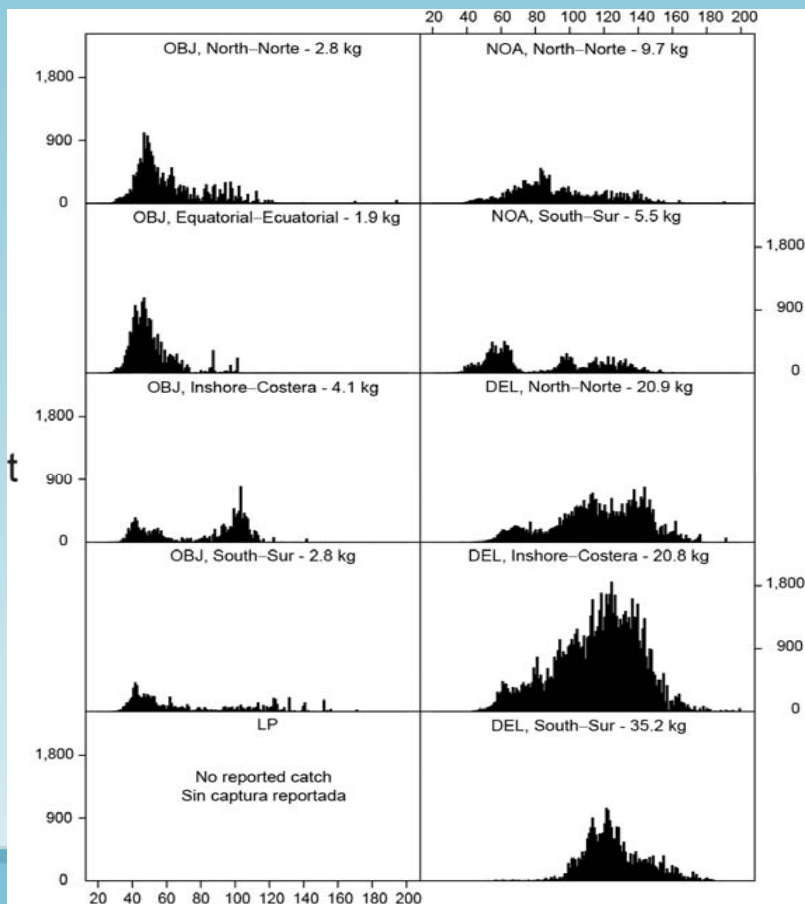 20 40 60 80 100 120 140 160 180 200
OBJ, North–Norte - 2.8 kg
NOA, North–Norte - 9.7 kg
1,800
900
0
OBJ, Equatorial–Ecuatorial - 1.9 kg
NOA, South–Sur - 5.5 kg
1,800
900
0
OBJ, Inshore–Costera - 4.1 kg
DEL, North–Norte - 20.9 kg
1,800
t
900
0
OBJ, South–Sur - 2.8 kg
DEL, Inshore–Costera - 20.8 kg
1,800
900
0
LP
DEL, South–Sur - 35.2 kg
1,800
No reported catch
Sin captura reportada
900
0
20 40 60 80 100 120 140 160 180 200